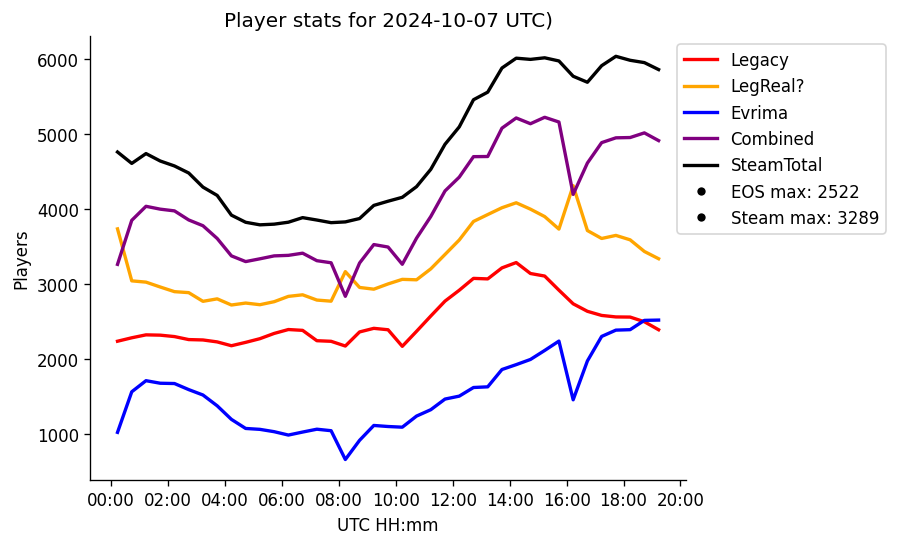 Player stats for 2024-10-07 UTC)
Players
6000
5000
4000
3000
2000
1000
00:00 02:00 04:00 06:00 08:00 10:00 12:00 14:00 16:00 18:00 20:00
UTC HH:mm
Legacy
LegReal?
Evrima
Combined
SteamTotal
EOS max: 2522
Steam max: 3289